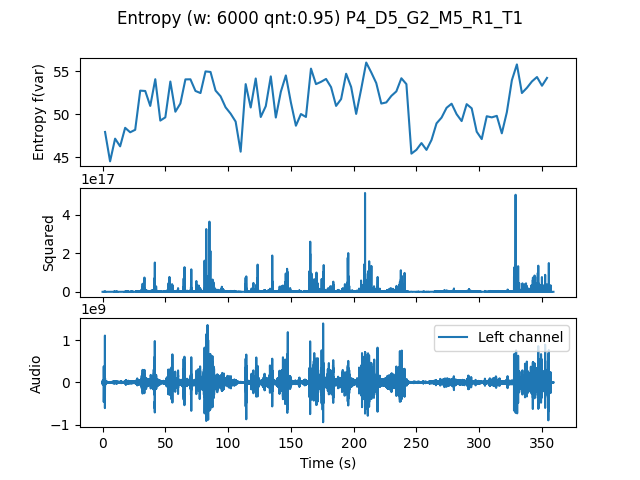 Entropy (w: 6000 qnt:0.95) P4_D5_G2_M5_R1_T1
Entropy f(var)
55
50
45
1e17
Squared
4
2
0
1e9
Audio
1
0
−1
Left channel
0 50 100 150 200 250 300 350
Time (s)